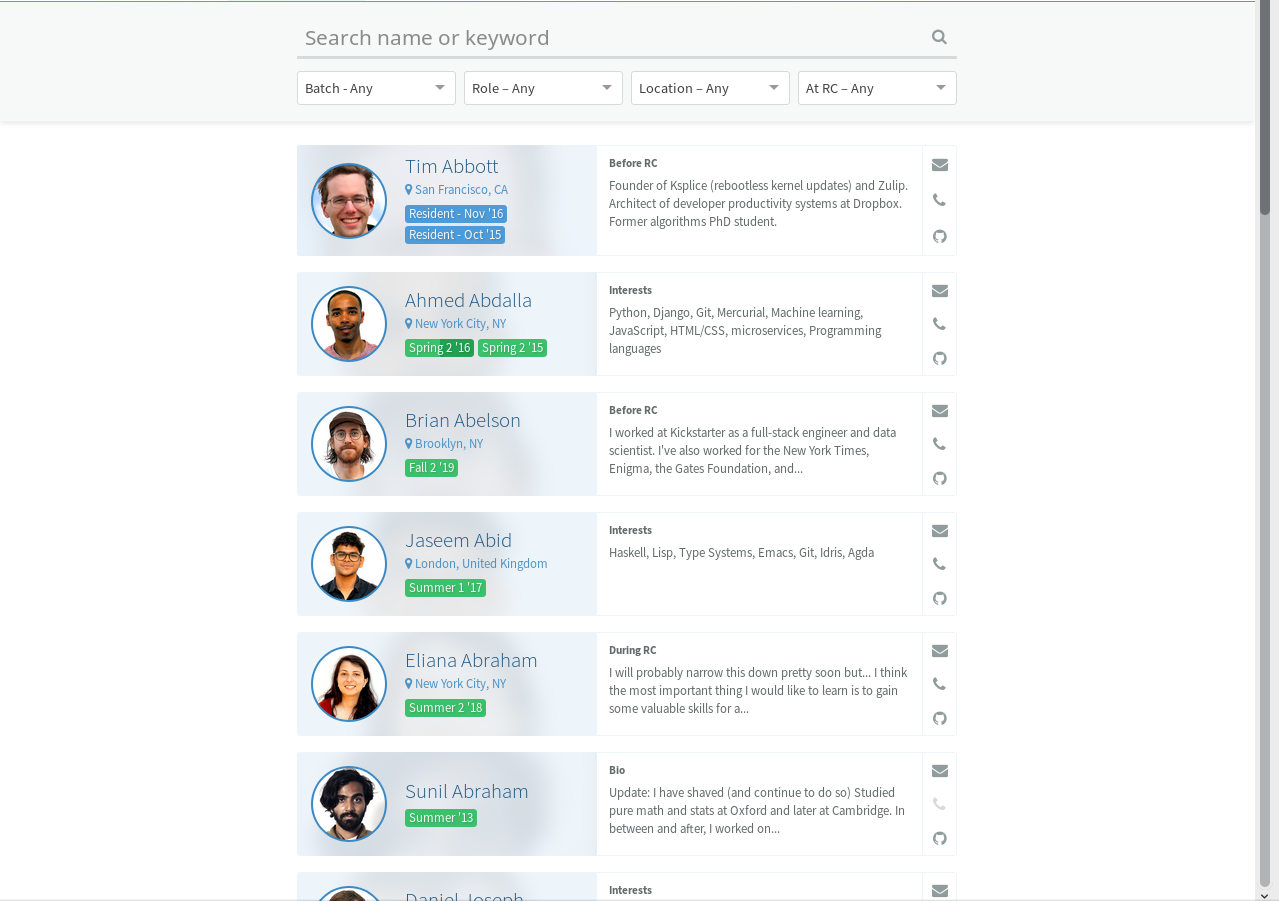 Search name or keyword
Batch - Any
Role – Any
Location – Any
At RC – Any
Tim Abbott
San Francisco, CA
Resident - Nov '16
Resident - Oct '15
Before RC
Founder of Ksplice (rebootless kernel updates) and Zulip.
Architect of developer productivity systems at Dropbox.
Former algorithms PhD student.
Ahmed Abdalla
New York City, NY
Spring 2 '16
Spring 2 '15
Interests
Python, Django, Git, Mercurial, Machine learning,
JavaScript, HTML/CSS, microservices, Programming
languages
Brian Abelson
Brooklyn, NY
Fall 2 '19
Before RC
I worked at Kickstarter as a full-stack engineer and data
scientist. I've also worked for the New York Times,
Enigma, the Gates Foundation, and...
Jaseem Abid
London, United Kingdom
Summer 1 '17
Interests
Haskell, Lisp, Type Systems, Emacs, Git, Idris, Agda
Eliana Abraham
New York City, NY
Summer 2 '18
During RC
I will probably narrow this down pretty soon but... I think
the most important thing I would like to learn is to gain
some valuable skills for a...
Sunil Abraham
Summer '13
Bio
Update: I have shaved (and continue to do so) Studied
pure math and stats at Oxford and later at Cambridge. In
between and after, I worked on...
Daniel Joseph
Interests